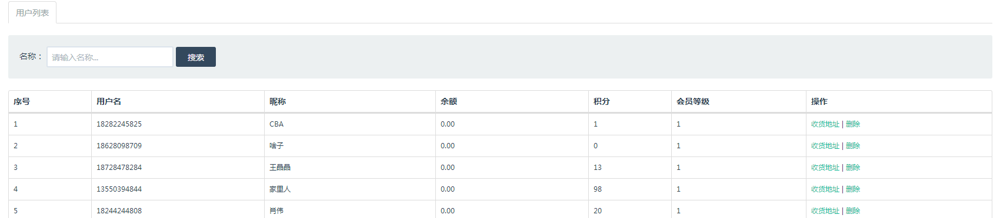 用户列表
名称： 请输入名称... 搜索
序号 用户名 昵称 余额 积分 会员等级 操作
1 18282245825 CBA 0.00 1 1 收货地址 | 删除
2 18628098709 啥子 0.00 0 1 收货地址 | 删除
3 18728478284 王晶晶 0.00 13 1 收货地址 | 删除
4 13550394844 家里人 0.00 98 1 收货地址 | 删除
5 18244244808 肖伟 0.00 20 1 收货地址 | 删除